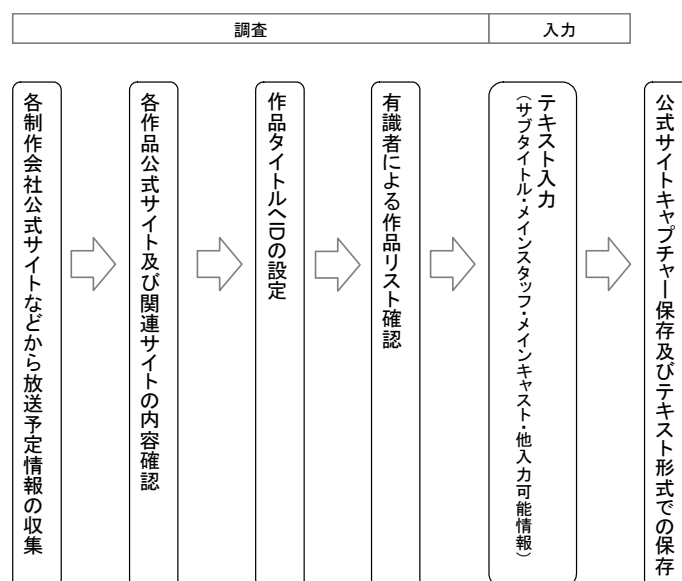 調査
入力
各制作会社公式サイトなどから放送予定情報の収集
各作品公式サイト及び関連サイトの内容確認
作品タイトルへIDの設定
有識者による作品リスト確認
テキスト入力
（サブタイトル・メインスタッフ・メインキャスト・他入力可能情報）
公式サイトキャプチャー保存及びテキスト形式での保存